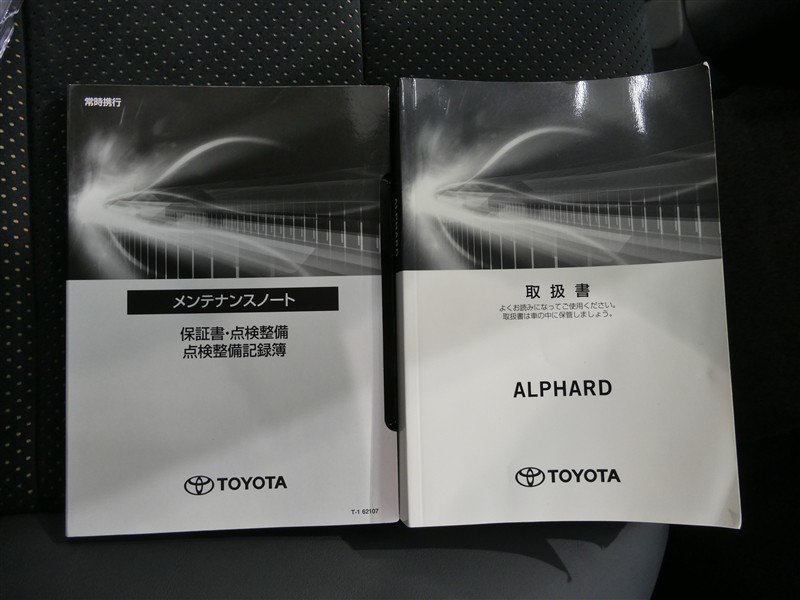 常時携行
メンテナンスノート
保証書・点検整備
点検整備記録簿
TOYOTA
T-1 62107
ALPHARD
取扱書
よくお読みになってご使用ください。
取扱書は車の中に保管しましょう。
ALPHARD
TOYOTA